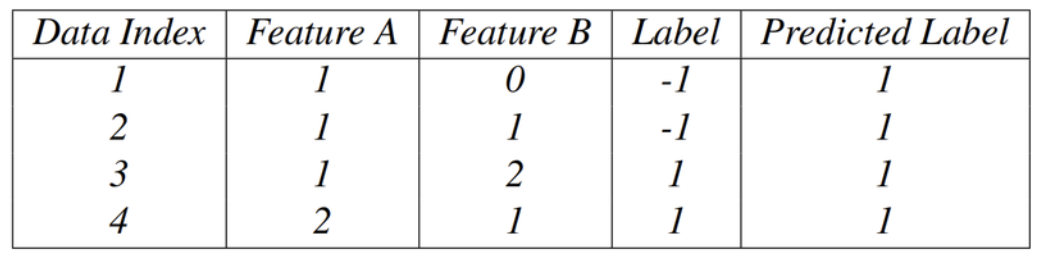 Data Index Feature A Feature B Label Predicted Label
1 1 0 -1 1
2 1 1 -1 1
3 1 2 1 1
4 2 1 1 1